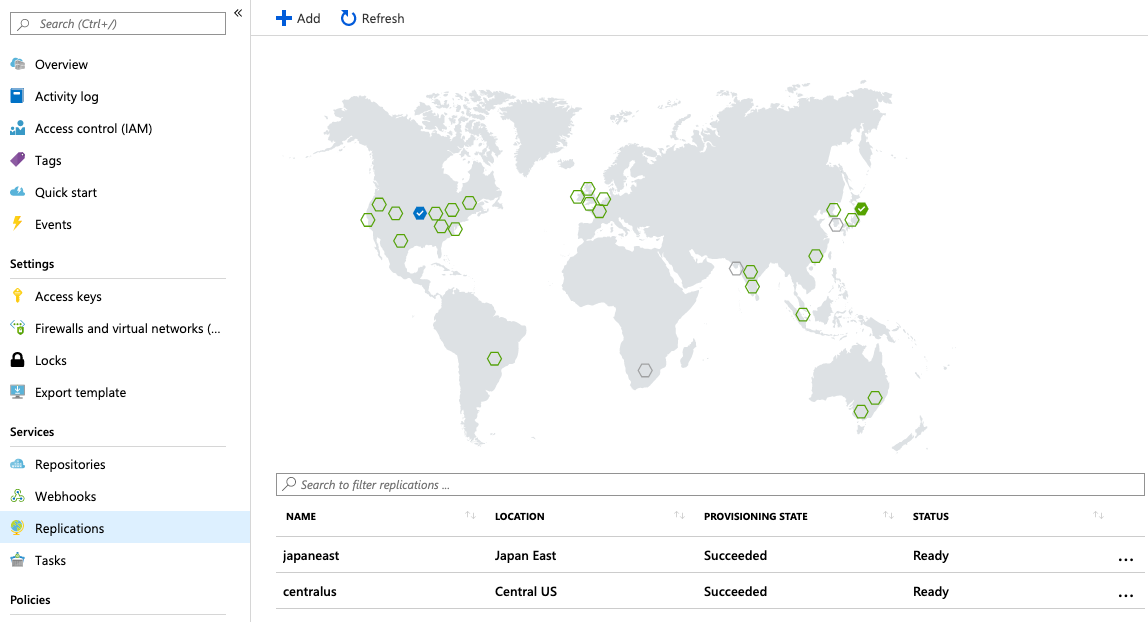 Search (Ctrl+/)
«
Add
Refresh
Overview
Activity log
Access control (IAM)
Tags
Quick start
Events
Settings
Access keys
Firewalls and virtual networks (...
Locks
Export template
Services
Repositories
Webhooks
Replications
Tasks
Policies
Search to filter replications ...
NAME ↑↓ LOCATION ↑↓ PROVISIONING STATE ↑↓ STATUS ↑↓
japaneast Japan East Succeeded Ready ...
centralus Central US Succeeded Ready ...